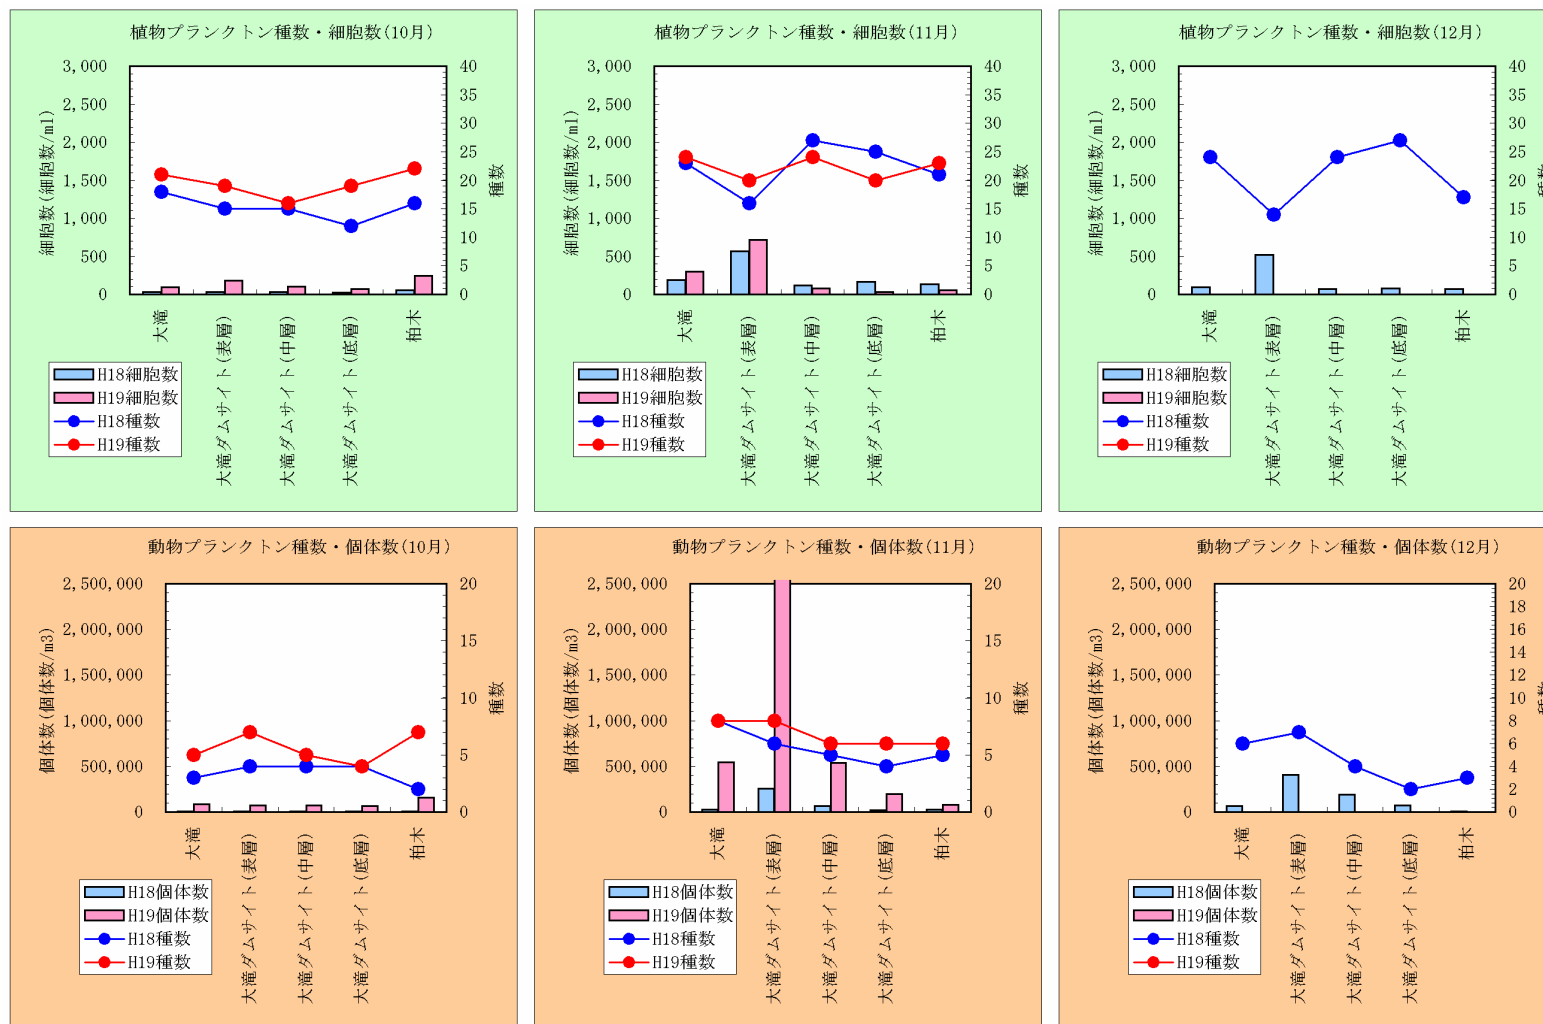 植物プランクトン種数・細胞数(10月)
細胞数(細胞数/ml)
3,000
2,500
2,000
1,500
1,000
500
0
40
35
30
25
20
15
10
5
0
種数
大滝
大滝ダムサイト(表層)
大滝ダムサイト(中層)
大滝ダムサイト(底層)
柏木
H18細胞数
H19細胞数
H18種数
H19種数
植物プランクトン種数・細胞数(11月)
細胞数(細胞数/ml)
3,000
2,500
2,000
1,500
1,000
500
0
40
35
30
25
20
15
10
5
0
種数
大滝
大滝ダムサイト(表層)
大滝ダムサイト(中層)
大滝ダムサイト(底層)
柏木
H18細胞数
H19細胞数
H18種数
H19種数
植物プランクトン種数・細胞数(12月)
細胞数(細胞数/ml)
3,000
2,500
2,000
1,500
1,000
500
0
40
35
30
25
20
15
10
5
0
種数
大滝
大滝ダムサイト(表層)
大滝ダムサイト(中層)
大滝ダムサイト(底層)
柏木
H18細胞数
H19細胞数
H18種数
H19種数
動物プランクトン種数・個体数(10月)
個体数(個体数/m3)
2,500,000
2,000,000
1,500,000
1,000,000
500,000
0
20
15
10
5
0
種数
大滝
大滝ダムサイト(表層)
大滝ダムサイト(中層)
大滝ダムサイト(底層)
柏木
H18個体数
H19個体数
H18種数
H19種数
動物プランクトン種数・個体数(11月)
個体数(個体数/m3)
2,500,000
2,000,000
1,500,000
1,000,000
500,000
0
20
15
10
5
0
種数
大滝
大滝ダムサイト(表層)
大滝ダムサイト(中層)
大滝ダムサイト(底層)
柏木
H18個体数
H19個体数
H18種数
H19種数
動物プランクトン種数・個体数(12月)
個体数(個体数/m3)
2,500,000
2,000,000
1,500,000
1,000,000
500,000
0
20
18
16
14
12
10
8
6
4
2
0
種数
大滝
大滝ダムサイト(表層)
大滝ダムサイト(中層)
大滝ダムサイト(底層)
柏木
H18個体数
H19個体数
H18種数
H19種数